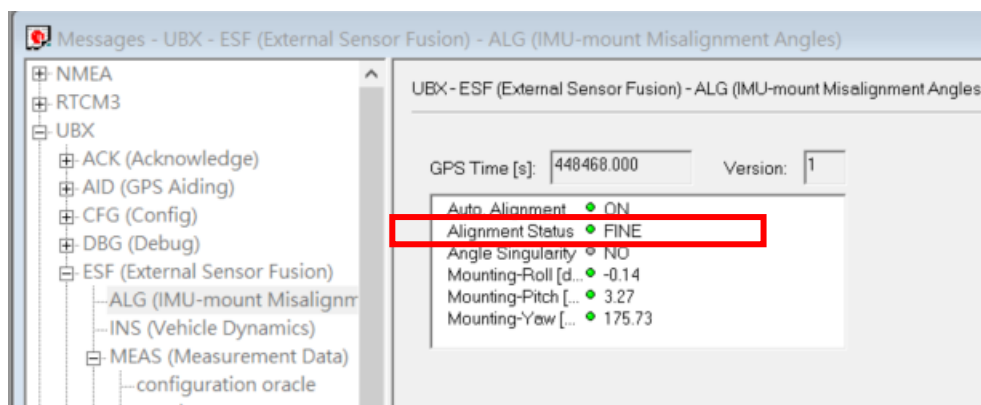 Messages - UBX - ESF (External Sensor Fusion) - ALG (IMU-mount Misalignment Angles)
NMEA
RTCM3
UBX
ACK (Acknowledge)
AID (GPS Aiding)
CFG (Config)
DBG (Debug)
ESF (External Sensor Fusion)
ALG (IMU-mount Misalignm
INS (Vehicle Dynamics)
MEAS (Measurement Data)
configuration oracle
UBX - ESF (External Sensor Fusion) - ALG (IMU-mount Misalignment Angles
GPS Time [s]: 448468.000 Version: 1
Auto. Alignment ON
Alignment Status FINE
Angle Singularity NO
Mounting-Roll [d... -0.14
Mounting-Pitch [... 3.27
Mounting-Yaw [... 175.73